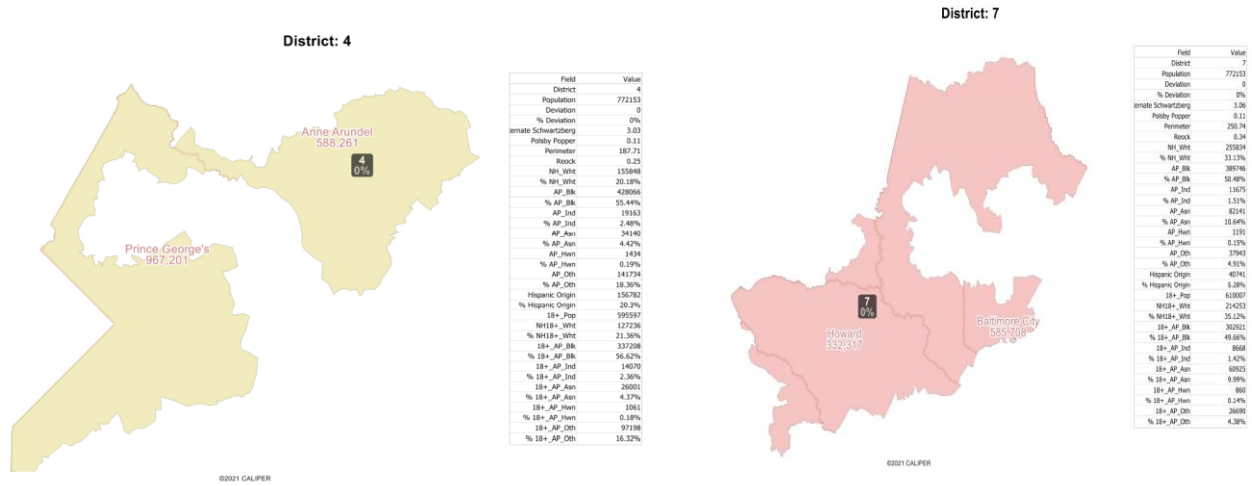 District: 4
Anne Arundel
588,261
4
0%
Prince George's
967,201
©2021 CALIPER
Field Value
District 4
Population 772153
Deviation 0
% Deviation 0%
ernate Schwartzberg 3.03
Polsby Popper 0.11
Perimeter 187.71
Reock 0.25
NH_Wht 155848
% NH_Wht 20.18%
AP_Blk 428066
% AP_Blk 55.44%
AP_Ind 19163
% AP_Ind 2.48%
AP_Asn 34140
% AP_Asn 4.42%
AP_Hwn 1434
% AP_Hwn 0.19%
AP_Oth 141734
% AP_Oth 18.36%
Hispanic Origin 156782
% Hispanic Origin 20.3%
18+_Pop 595597
NH18+_Wht 127236
% NH18+_Wht 21.36%
18+_AP_Blk 337208
% 18+_AP_Blk 56.62%
18+_AP_Ind 14070
% 18+_AP_Ind 2.36%
18+_AP_Asn 26001
% 18+_AP_Asn 4.37%
18+_AP_Hwn 1061
% 18+_AP_Hwn 0.18%
18+_AP_Oth 97198
% 18+_AP_Oth 16.32%
District: 7
7
0%
Howard
332,317
Baltimore City
585,708
©2021 CALIPER
Field Value
District 7
Population 772153
Deviation 0
% Deviation 0%
ernate Schwartzberg 3.06
Polsby Popper 0.11
Perimeter 250.74
Reock 0.34
NH_Wht 255834
% NH_Wht 33.13%
AP_Blk 389746
% AP_Blk 50.48%
AP_Ind 11675
% AP_Ind 1.51%
AP_Asn 82141
% AP_Asn 10.64%
AP_Hwn 1191
% AP_Hwn 0.15%
AP_Oth 37943
% AP_Oth 4.91%
Hispanic Origin 40741
% Hispanic Origin 5.28%
18+_Pop 610007
NH18+_Wht 214253
% NH18+_Wht 35.12%
18+_AP_Blk 302921
% 18+_AP_Blk 49.66%
18+_AP_Ind 8668
% 18+_AP_Ind 1.42%
18+_AP_Asn 60925
% 18+_AP_Asn 9.99%
18+_AP_Hwn 860
% 18+_AP_Hwn 0.14%
18+_AP_Oth 26690
% 18+_AP_Oth 4.38%